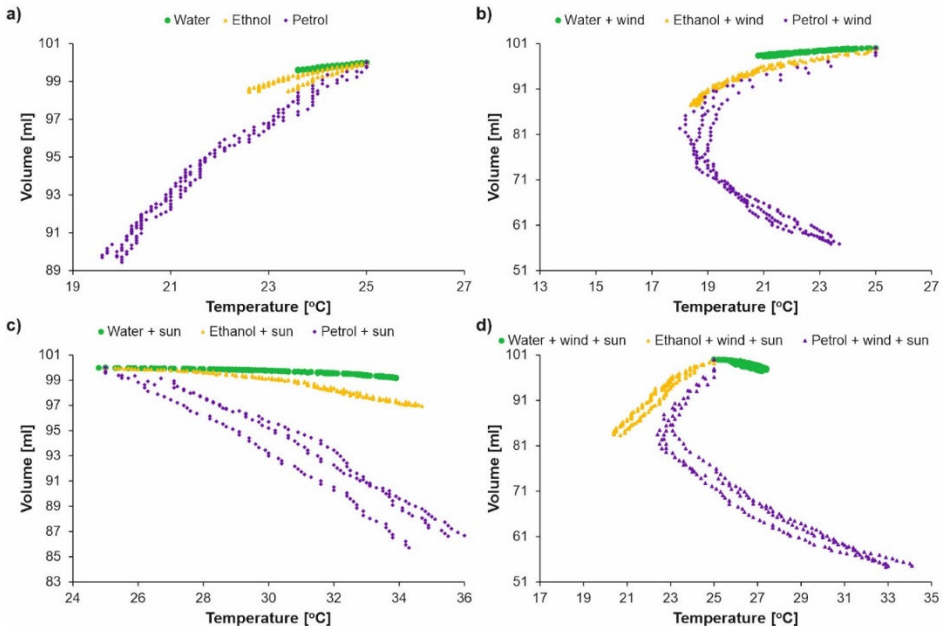 a)
Water Ethnol Petrol
101
99
97
95
93
91
89
Volume [ml]
19 21 23 25 27
Temperature [ºC]
b)
Water + wind Ethanol + wind Petrol + wind
101
91
81
71
61
51
Volume [ml]
13 15 17 19 21 23 25 27
Temperature [ºC]
c)
Water + sun Ethanol + sun Petrol + sun
101
99
97
95
93
91
89
87
85
83
Volume [ml]
24 26 28 30 32 34 36
Temperature [ºC]
d)
Water + wind + sun Ethanol + wind + sun Petrol + wind + sun
101
91
81
71
61
51
Volume [ml]
17 19 21 23 25 27 29 31 33 35
Temperature [ºC]